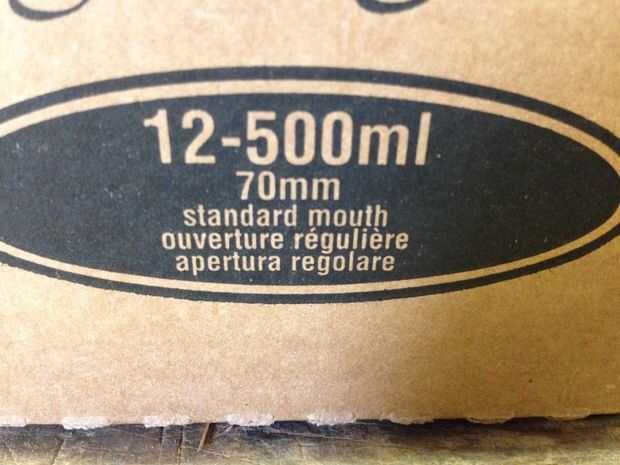 12-500ml
70mm
standard mouth
ouverture régulière
apertura regolare